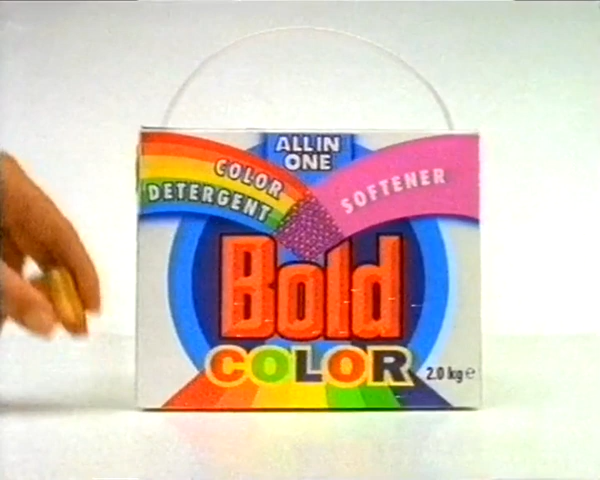 ALL IN
ONE
COLOR
DETERGENT
SOFTENER
Bold
COLOR
2.0 kg e